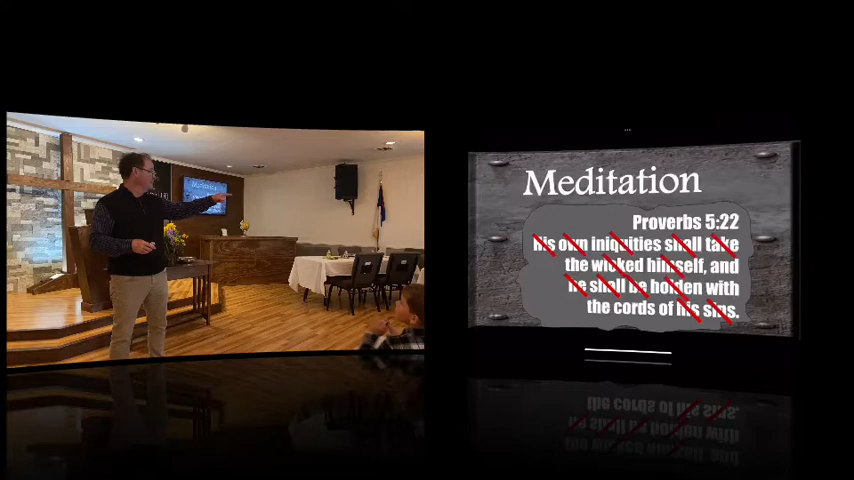 Meditation
Meditation
Proverbs 5:22
His own iniquities shall take
the wicked himself, and
he shall be holden with
the cords of his sins.